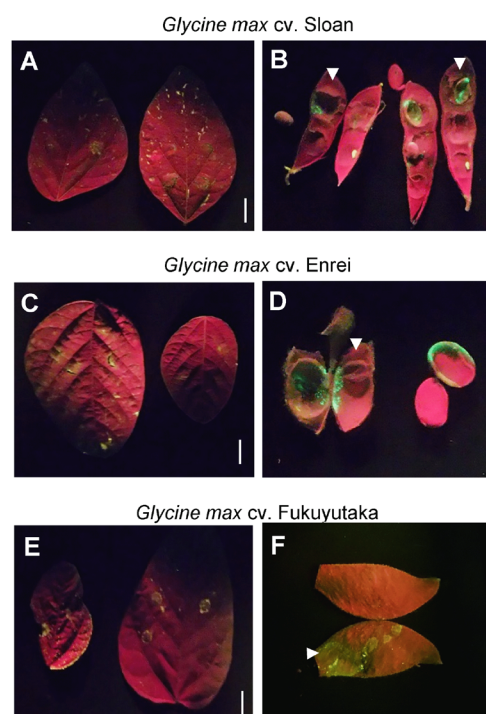 Glycine max cv. Sloan
A
B
Glycine max cv. Enrei
C
D
Glycine max cv. Fukuyutaka
E
F